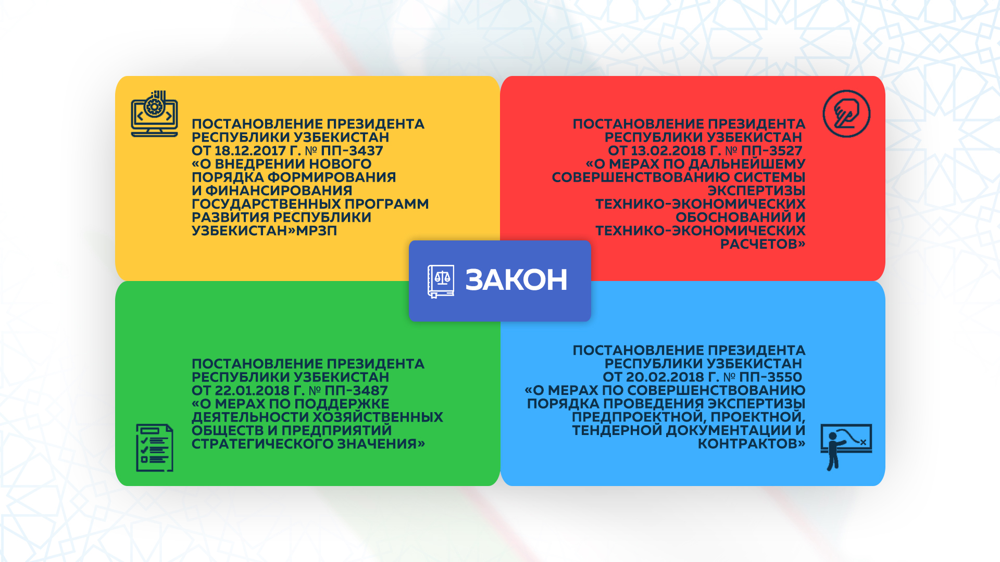 ПОСТАНОВЛЕНИЕ ПРЕЗИДЕНТА
РЕСПУБЛИКИ УЗБЕКИСТАН
ОТ 18.12.2017 Г. № ПП-3437
«О ВНЕДРЕНИИ НОВОГО
ПОРЯДКА ФОРМИРОВАНИЯ
И ФИНАНСИРОВАНИЯ
ГОСУДАРСТВЕННЫХ ПРОГРАММ
РАЗВИТИЯ РЕСПУБЛИКИ
УЗБЕКИСТАН»МРЗП
ПОСТАНОВЛЕНИЕ ПРЕЗИДЕНТА
РЕСПУБЛИКИ УЗБЕКИСТАН
ОТ 13.02.2018 Г. № ПП-3527
«О МЕРАХ ПО ДАЛЬНЕЙШЕМУ
СОВЕРШЕНСТВОВАНИЮ СИСТЕМЫ
ЭКСПЕРТИЗЫ
ТЕХНИКО-ЭКОНОМИЧЕСКИХ
ОБОСНОВАНИЙ И
ТЕХНИКО-ЭКОНОМИЧЕСКИХ
РАСЧЕТОВ»
ЗАКОН
ПОСТАНОВЛЕНИЕ ПРЕЗИДЕНТА
РЕСПУБЛИКИ УЗБЕКИСТАН
ОТ 22.01.2018 Г. № ПП-3487
«О МЕРАХ ПО ПОДДЕРЖКЕ
ДЕЯТЕЛЬНОСТИ ХОЗЯЙСТВЕННЫХ
ОБЩЕСТВ И ПРЕДПРИЯТИЙ
СТРАТЕГИЧЕСКОГО ЗНАЧЕНИЯ»
ПОСТАНОВЛЕНИЕ ПРЕЗИДЕНТА
РЕСПУБЛИКИ УЗБЕКИСТАН
ОТ 20.02.2018 Г. № ПП-3550
«О МЕРАХ ПО СОВЕРШЕНСТВОВАНИЮ
ПОРЯДКА ПРОВЕДЕНИЯ ЭКСПЕРТИЗЫ
ПРЕДПРОЕКТНОЙ, ПРОЕКТНОЙ,
ТЕНДЕРНОЙ ДОКУМЕНТАЦИИ И
КОНТРАКТОВ»